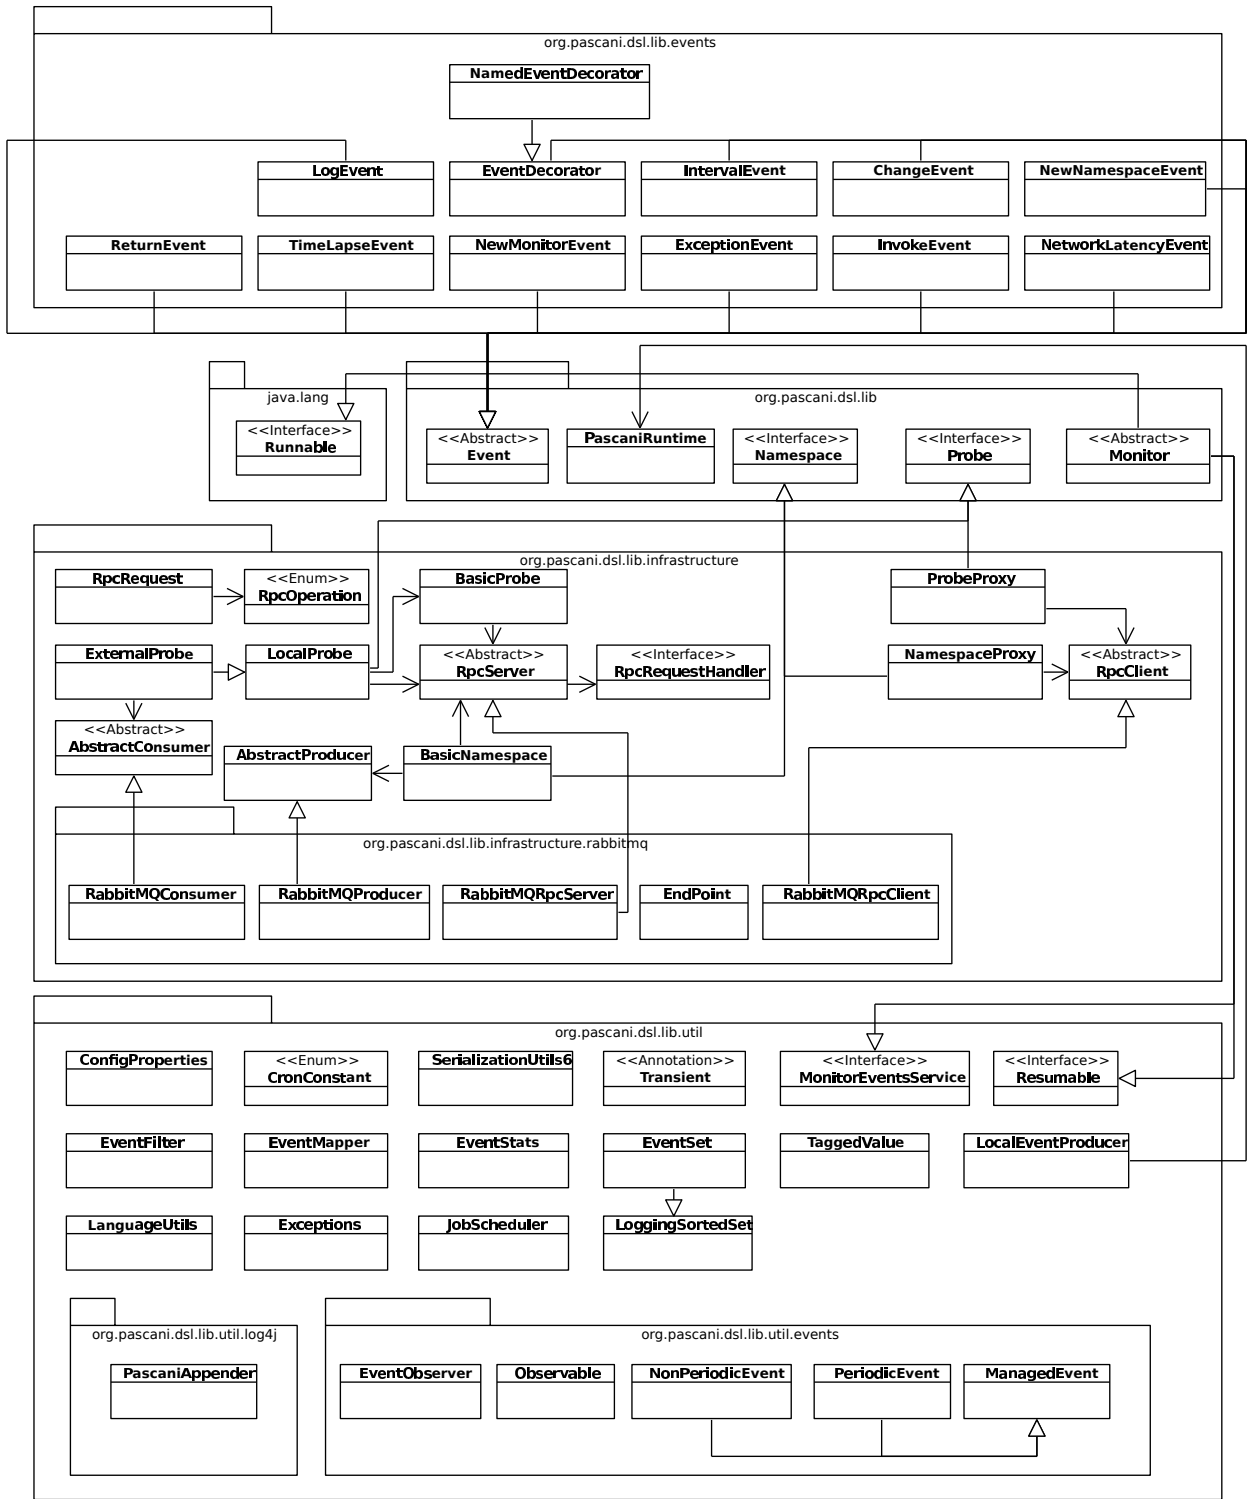 org.pascani.dsl.lib.events
NamedEventDecorator
LogEvent
EventDecorator
IntervalEvent
ChangeEvent
NewNamespaceEvent
ReturnEvent
TimeLapseEvent
NewMonitorEvent
ExceptionEvent
InvokeEvent
NetworkLatencyEvent
java.lang
<<Interface>>
Runnable
org.pascani.dsl.lib
<<Abstract>>
Event
PascaniRuntime
<<Interface>>
Namespace
<<Interface>>
Probe
<<Abstract>>
Monitor
org.pascani.dsl.lib.infrastructure
RpcRequest
<<Enum>>
RpcOperation
BasicProbe
ProbeProxy
ExternalProbe
LocalProbe
<<Abstract>>
RpcServer
<<Interface>>
RpcRequestHandler
NamespaceProxy
<<Abstract>>
RpcClient
<<Abstract>>
AbstractConsumer
AbstractProducer
BasicNamespace
org.pascani.dsl.lib.infrastructure.rabbitmq
RabbitMQConsumer
RabbitMQProducer
RabbitMQRpcServer
EndPoint
RabbitMQRpcClient
org.pascani.dsl.lib.util
ConfigProperties
<<Enum>>
CronConstant
SerializationUtils6
<<Annotation>>
Transient
<<Interface>>
MonitorEventsService
<<Interface>>
Resumable
EventFilter
EventMapper
EventStats
EventSet
TaggedValue
LocalEventProducer
LanguageUtils
Exceptions
JobScheduler
LoggingSortedSet
org.pascani.dsl.lib.util.log4j
PascaniAppender
org.pascani.dsl.lib.util.events
EventObserver
Observable
NonPeriodicEvent
PeriodicEvent
ManagedEvent